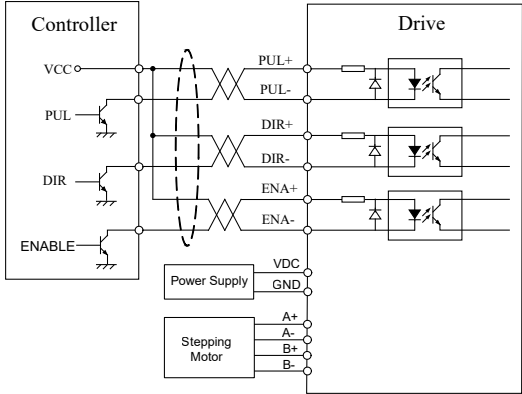 Controller
Drive
VCC
PUL
DIR
ENABLE
PUL+
PUL-
DIR+
DIR-
ENA+
ENA-
Power Supply
VDC
GND
Stepping
Motor
A+
A-
B+
B-